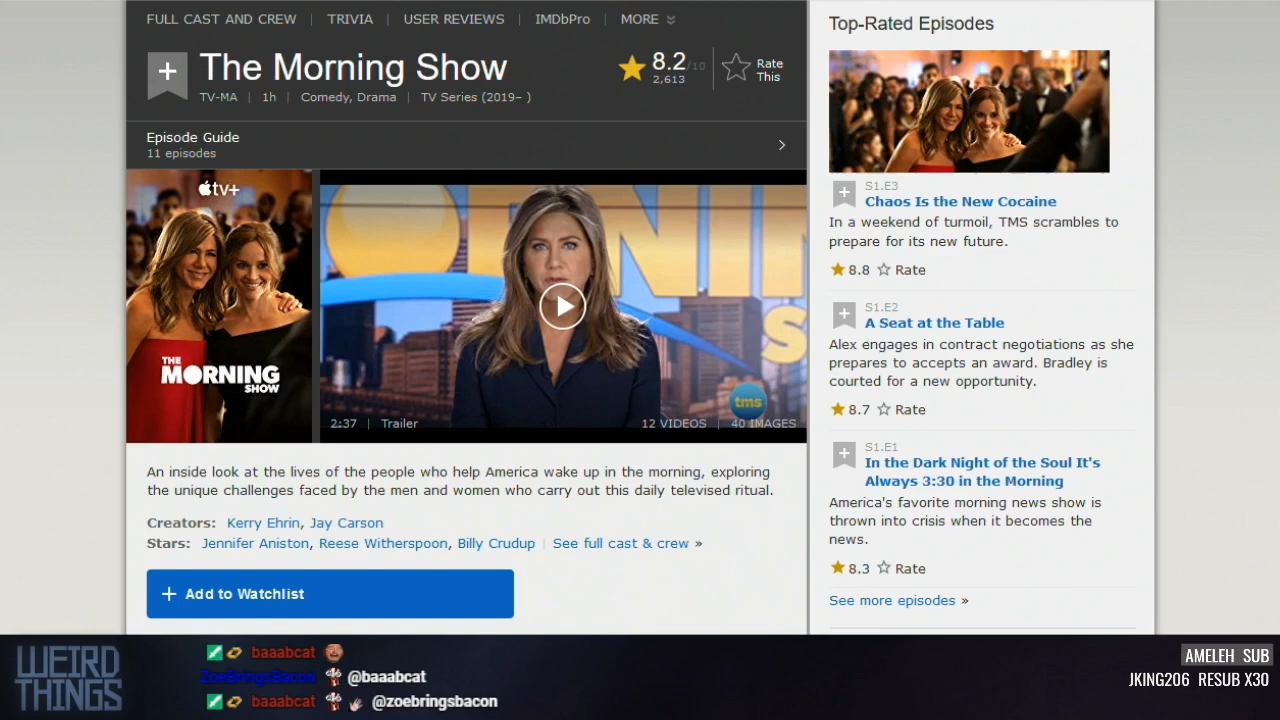 FULL CAST AND CREW | TRIVIA | USER REVIEWS | IMDbPro | MORE
The Morning Show
TV-MA | 1h | Comedy, Drama | TV Series (2019– )
8.2/10
2,613
Rate
This
Episode Guide
11 episodes
tv+
THE
MORNING
SHOW
ORNIN
S
tms
2:37 | Trailer
12 VIDEOS | 40 IMAGES
An inside look at the lives of the people who help America wake up in the morning, exploring
the unique challenges faced by the men and women who carry out this daily televised ritual.
Creators: Kerry Ehrin, Jay Carson
Stars: Jennifer Aniston, Reese Witherspoon, Billy Crudup | See full cast & crew »
+ Add to Watchlist
Top-Rated Episodes
S1.E3
Chaos Is the New Cocaine
In a weekend of turmoil, TMS scrambles to
prepare for its new future.
8.8 Rate
S1.E2
A Seat at the Table
Alex engages in contract negotiations as she
prepares to accepts an award. Bradley is
courted for a new opportunity.
8.7 Rate
S1.E1
In the Dark Night of the Soul It's
Always 3:30 in the Morning
America's favorite morning news show is
thrown into crisis when it becomes the
news.
8.3 Rate
See more episodes »
WEIRD
THINGS
baaabcat
ZoeBringsBacon @baaabcat
baaabcat @zoebringsbacon
AMELEH SUB
JKING206 RESUB X30